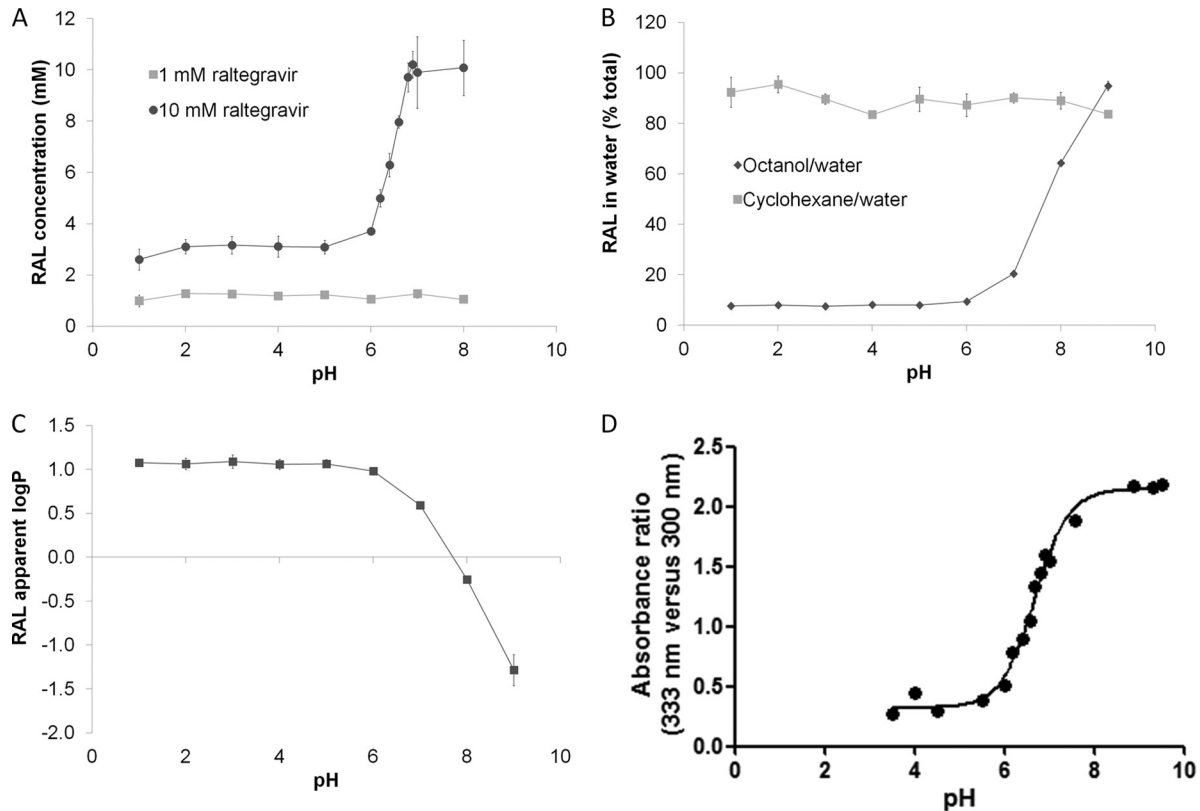 A
RAL concentration (mM)
12
10
8
6
4
2
0
1 mM raltegravir
10 mM raltegravir
0 2 4 6 8 10
pH
B
RAL in water (% total)
120
100
80
60
40
20
0
Octanol/water
Cyclohexane/water
0 2 4 6 8 10
pH
C
RAL apparent logP
1.5
1.0
0.5
0.0
-0.5
-1.0
-1.5
-2.0
0 2 4 6 8 10
pH
D
Absorbance ratio
(333 nm versus 300 nm)
2.5
2.0
1.5
1.0
0.5
0.0
0 2 4 6 8 10
pH